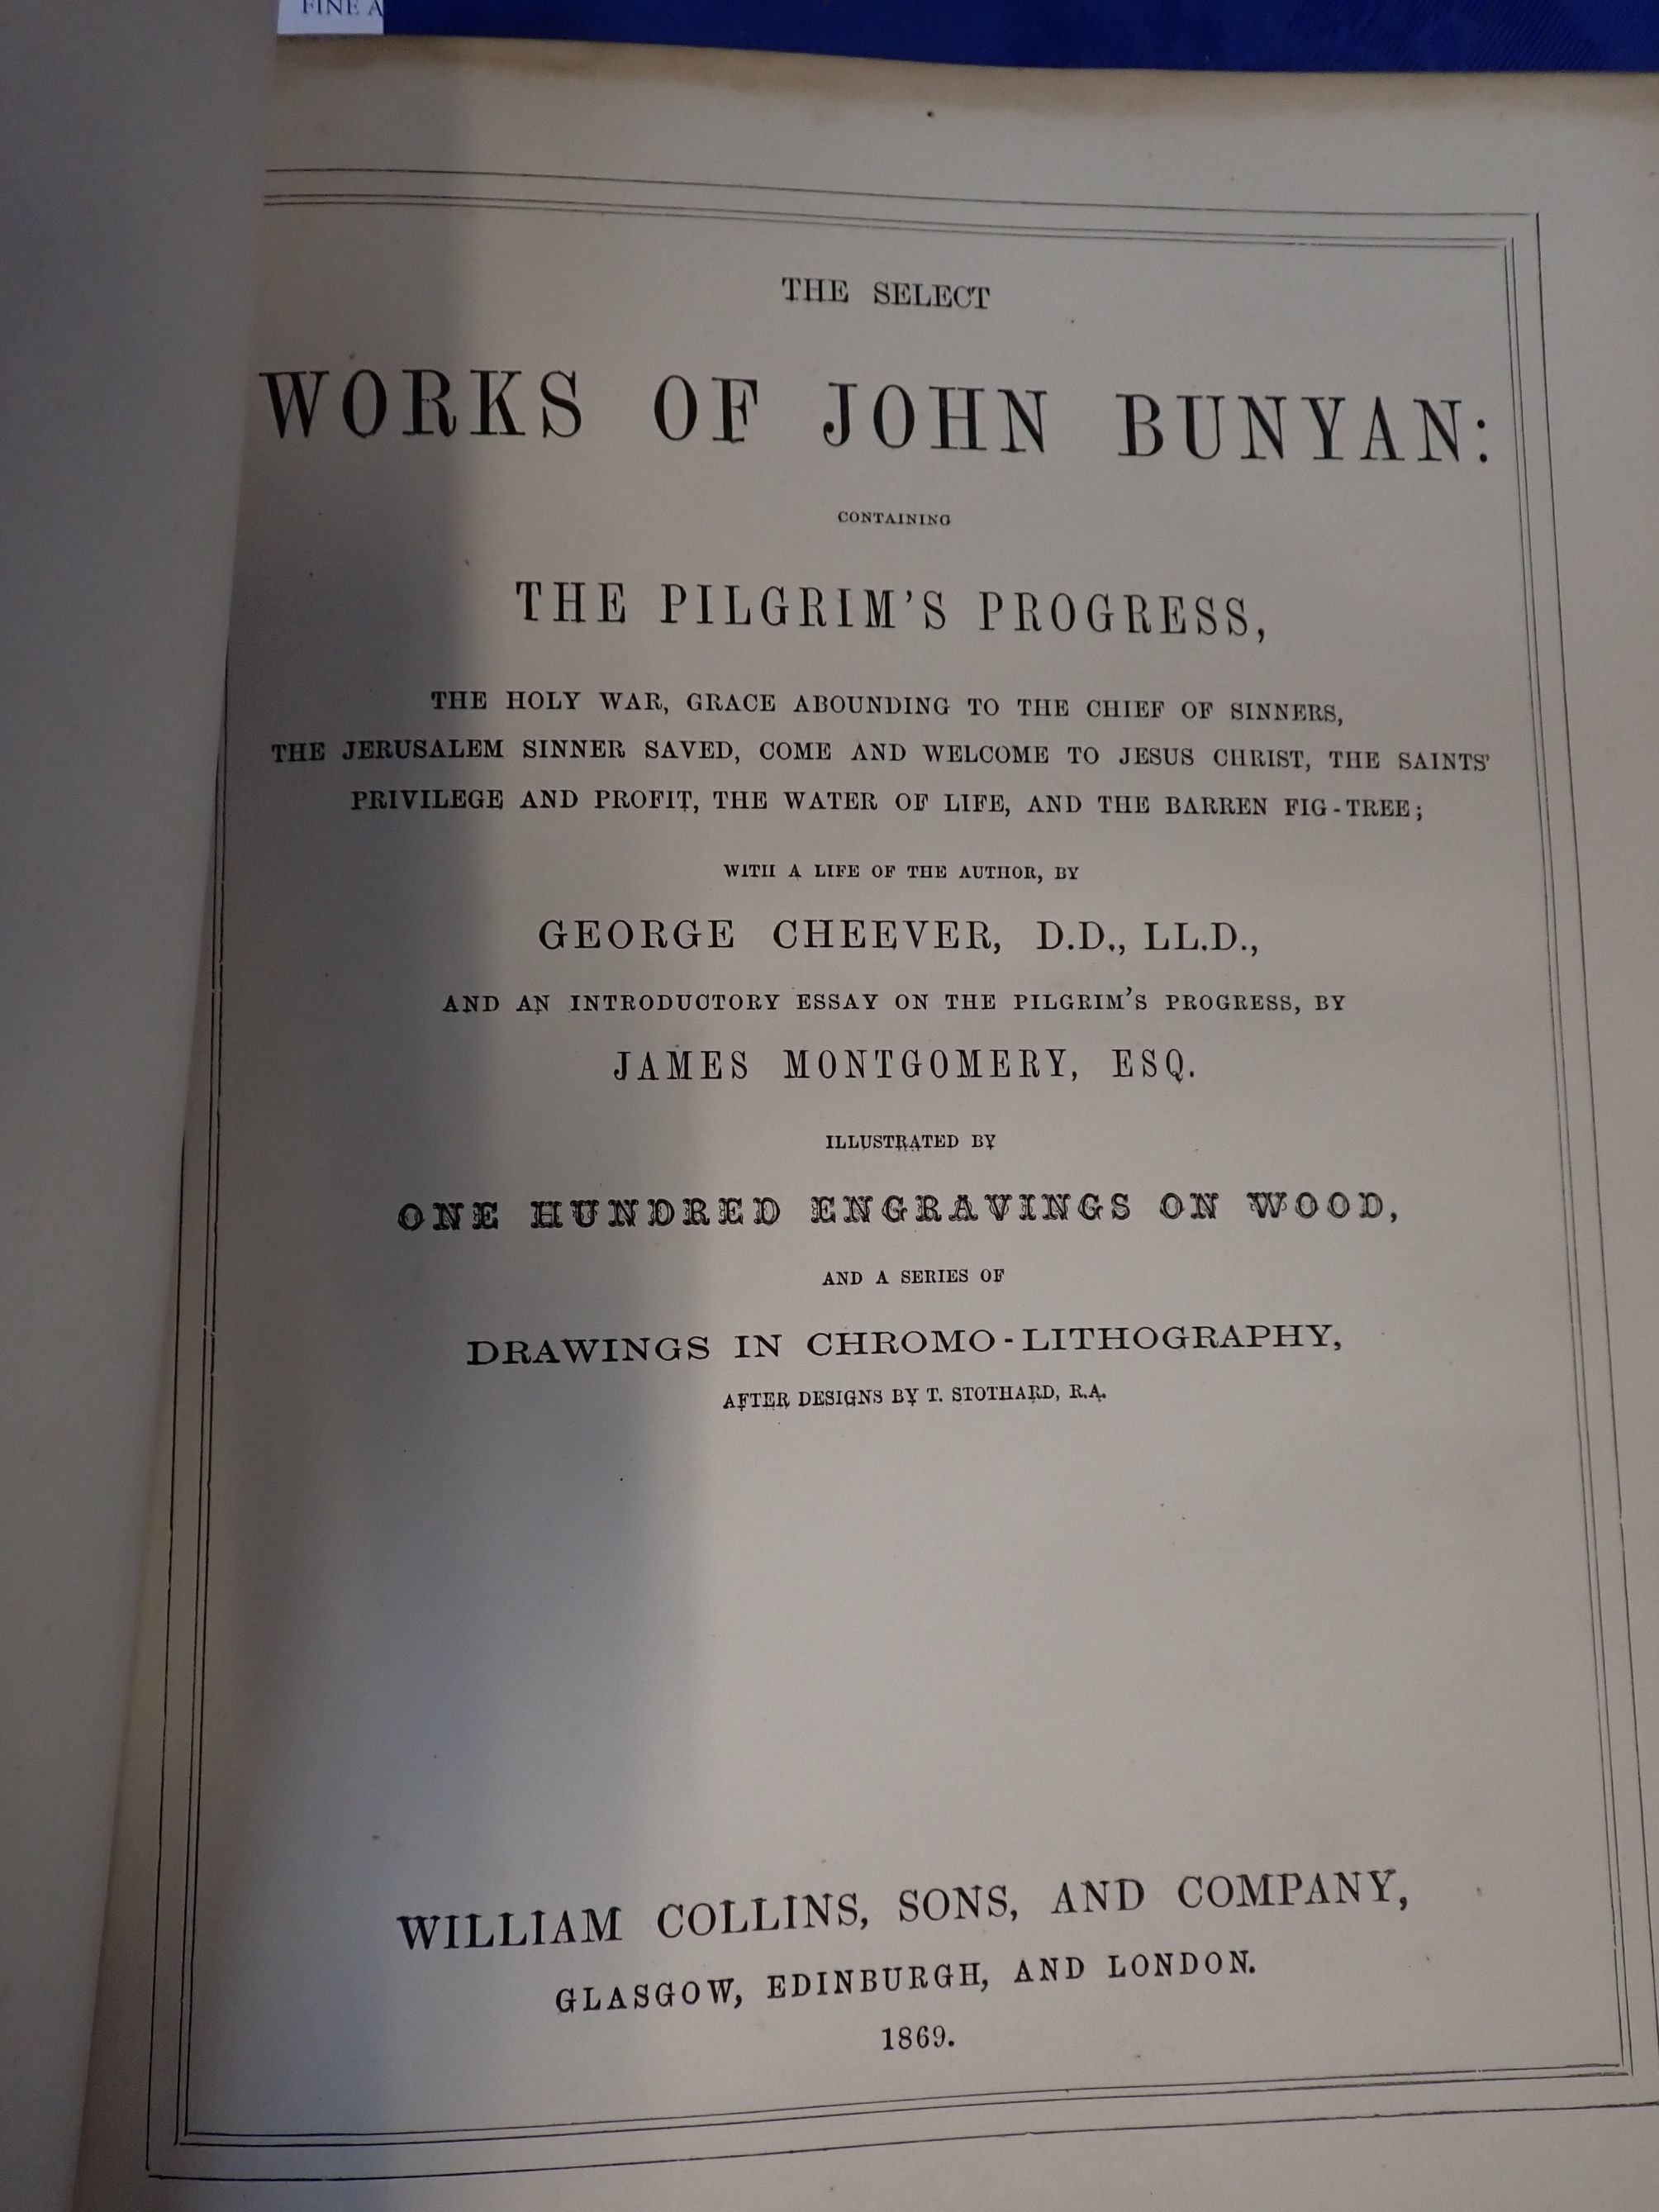 FINE A
THE SELECT
WORKS OF JOHN BUNYAN:
CONTAINING
THE PILGRIM'S PROGRESS,
THE HOLY WAR, GRACE ABOUNDING TO THE CHIEF OF SINNERS,
THE JERUSALEM SINNER SAVED, COME AND WELCOME TO JESUS CHRIST, THE SAINTS'
PRIVILEGE AND PROFIT, THE WATER OF LIFE, AND THE BARREN FIG-TREE;
WITH A LIFE OF THE AUTHOR, BY
GEORGE CHEEVER, D.D., LL.D.,
AND AN INTRODUCTORY ESSAY ON THE PILGRIM'S PROGRESS, BY
JAMES MONTGOMERY, ESQ.
ILLUSTRATED BY
ONE HUNDRED ENGRAVINGS ON WOOD,
AND A SERIES OF
DRAWINGS IN CHROMO-LITHOGRAPHY,
AFTER DESIGNS BY T. STOTHARD, R.A.
WILLIAM COLLINS, SONS, AND COMPANY,
GLASGOW, EDINBURGH, AND LONDON.
1869.